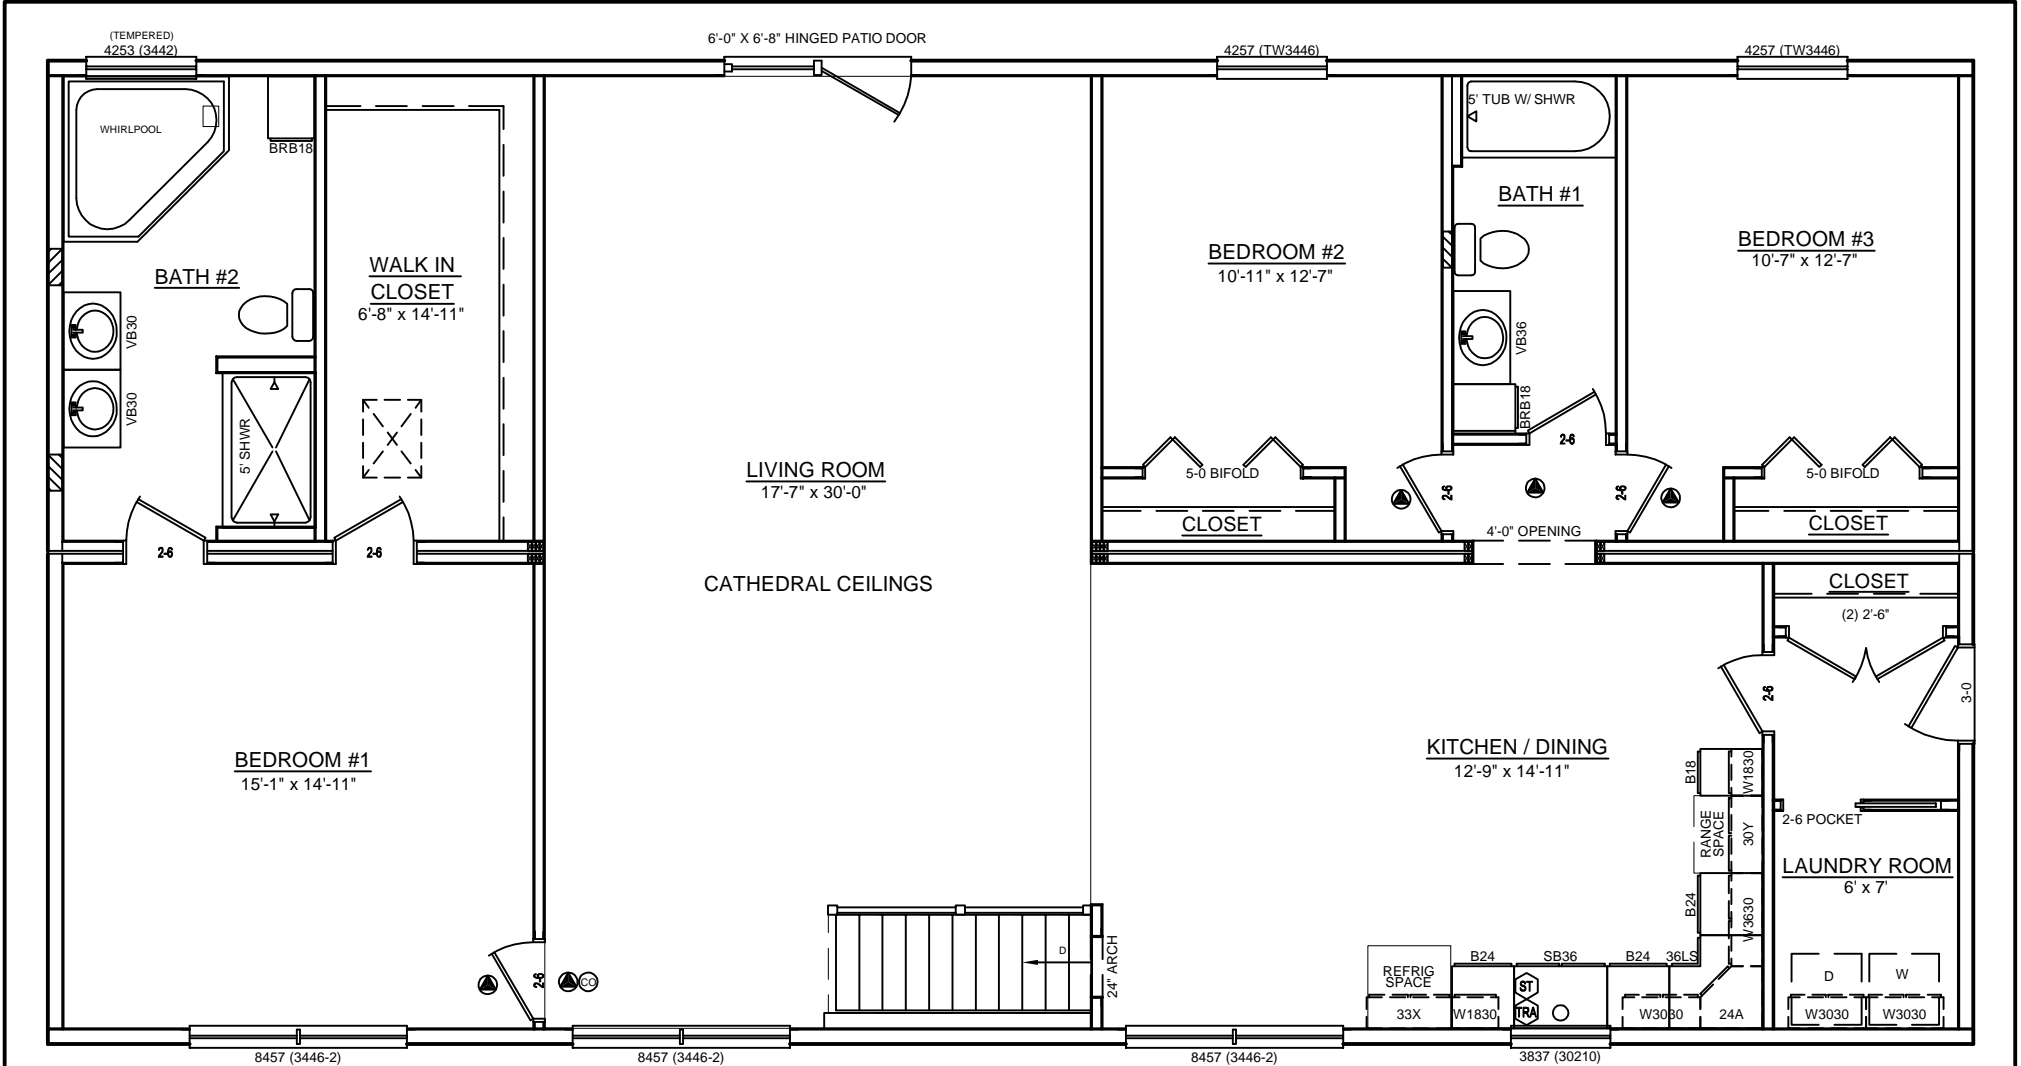 (TEMPERED)
4253 (3442)
6'-0" X 6'-8" HINGED PATIO DOOR
4257 (TW3446)
4257 (TW3446)
WHIRLPOOL
BRB18
BATH #2
VB30
VB30
5' SHWR
2-6
WALK IN
CLOSET
6'-8" x 14'-11"
2-6
LIVING ROOM
17'-7" x 30'-0"
CATHEDRAL CEILINGS
BEDROOM #2
10'-11" x 12'-7"
5-0 BIFOLD
CLOSET
2-6
5' TUB W/ SHWR
BATH #1
VB36
BRB18
2-6
4'-0" OPENING
BEDROOM #3
10'-7" x 12'-7"
2-6
5-0 BIFOLD
CLOSET
CLOSET
(2) 2'-6"
2-6
3-0
BEDROOM #1
15'-1" x 14'-11"
2-6
CO
D
24" ARCH
KITCHEN / DINING
12'-9" x 14'-11"
B18
W1830
RANGE
SPACE
30Y
B24
W3630
REFRIG
SPACE
33X
B24
W1830
SB36
ST
TRA
B24
36LS
W3030
24A
2-6 POCKET
LAUNDRY ROOM
6' x 7'
D
W
W3030
W3030
8457 (3446-2)
8457 (3446-2)
8457 (3446-2)
3837 (30210)